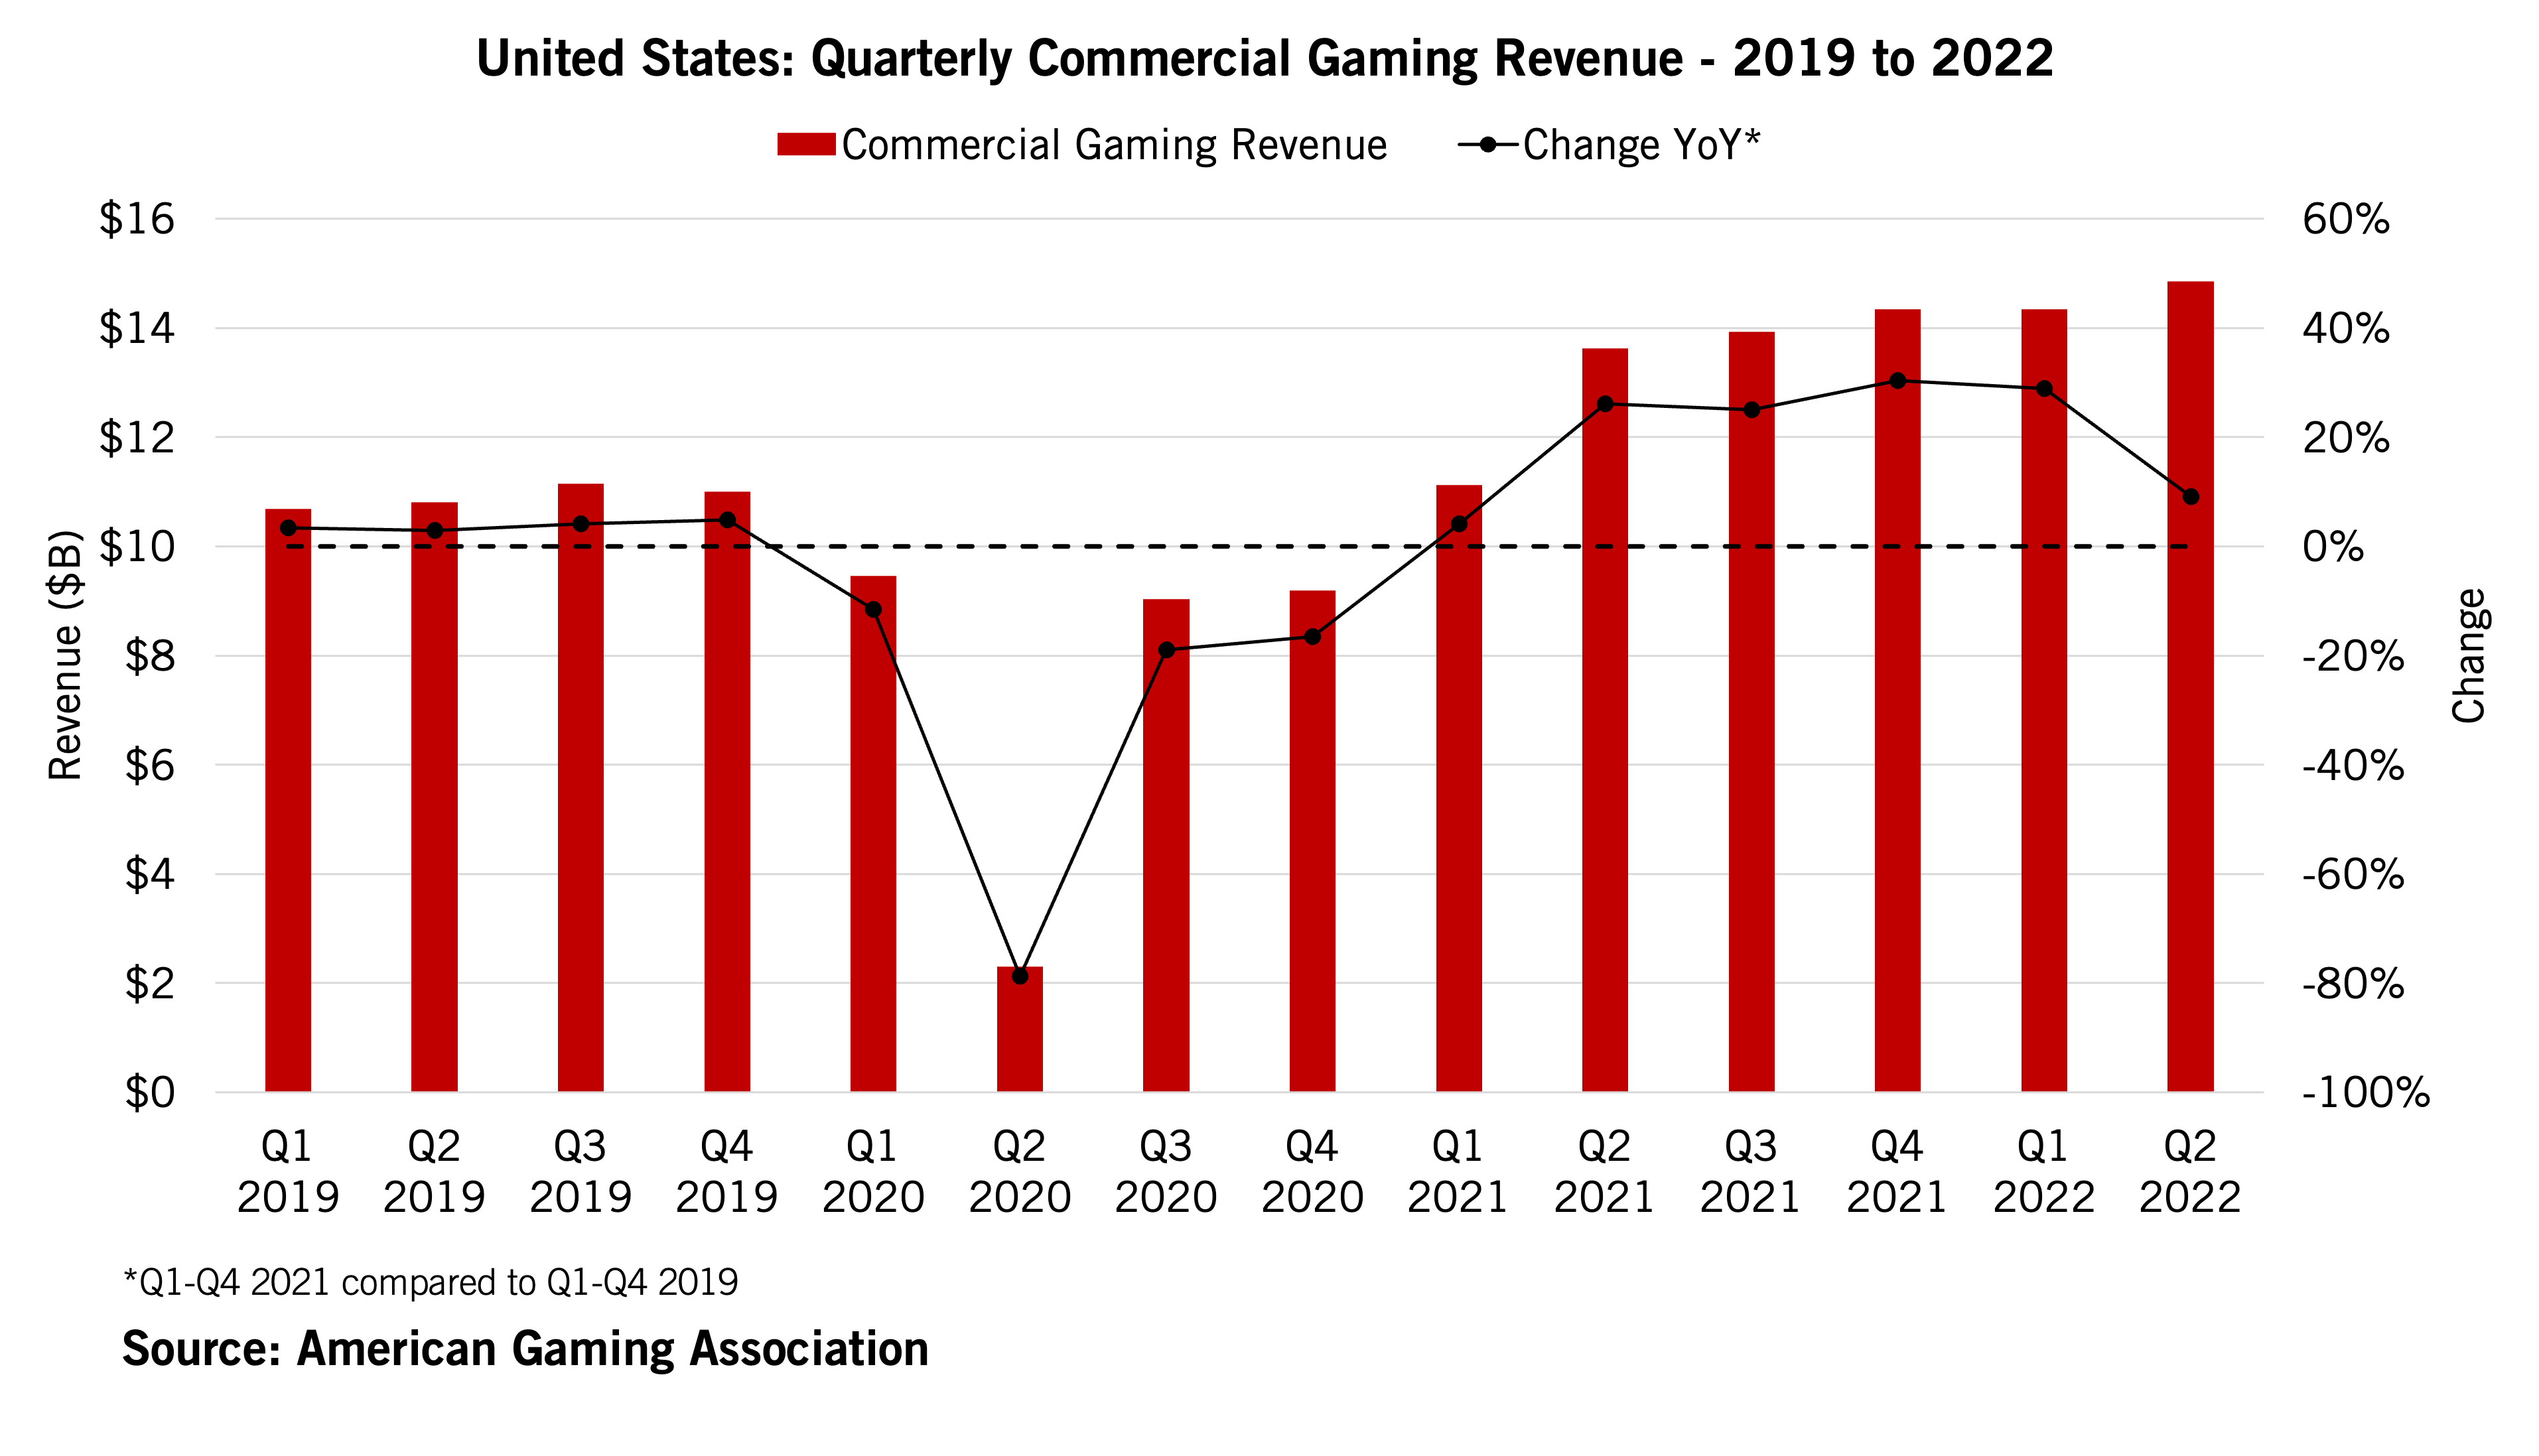 United States: Quarterly Commercial Gaming Revenue - 2019 to 2022
Commercial Gaming Revenue
Change YoY*
$16
$14
$12
$10
$8
$6
$4
$2
$0
Revenue ($B)
60%
40%
20%
0%
-20%
-40%
-60%
-80%
-100%
Change
Q1 Q2 Q3 Q4 Q1 Q2 Q3 Q4 Q1 Q2 Q3 Q4 Q1 Q2
2019 2019 2019 2019 2020 2020 2020 2020 2021 2021 2021 2021 2022 2022
*Q1-Q4 2021 compared to Q1-Q4 2019
Source: American Gaming Association